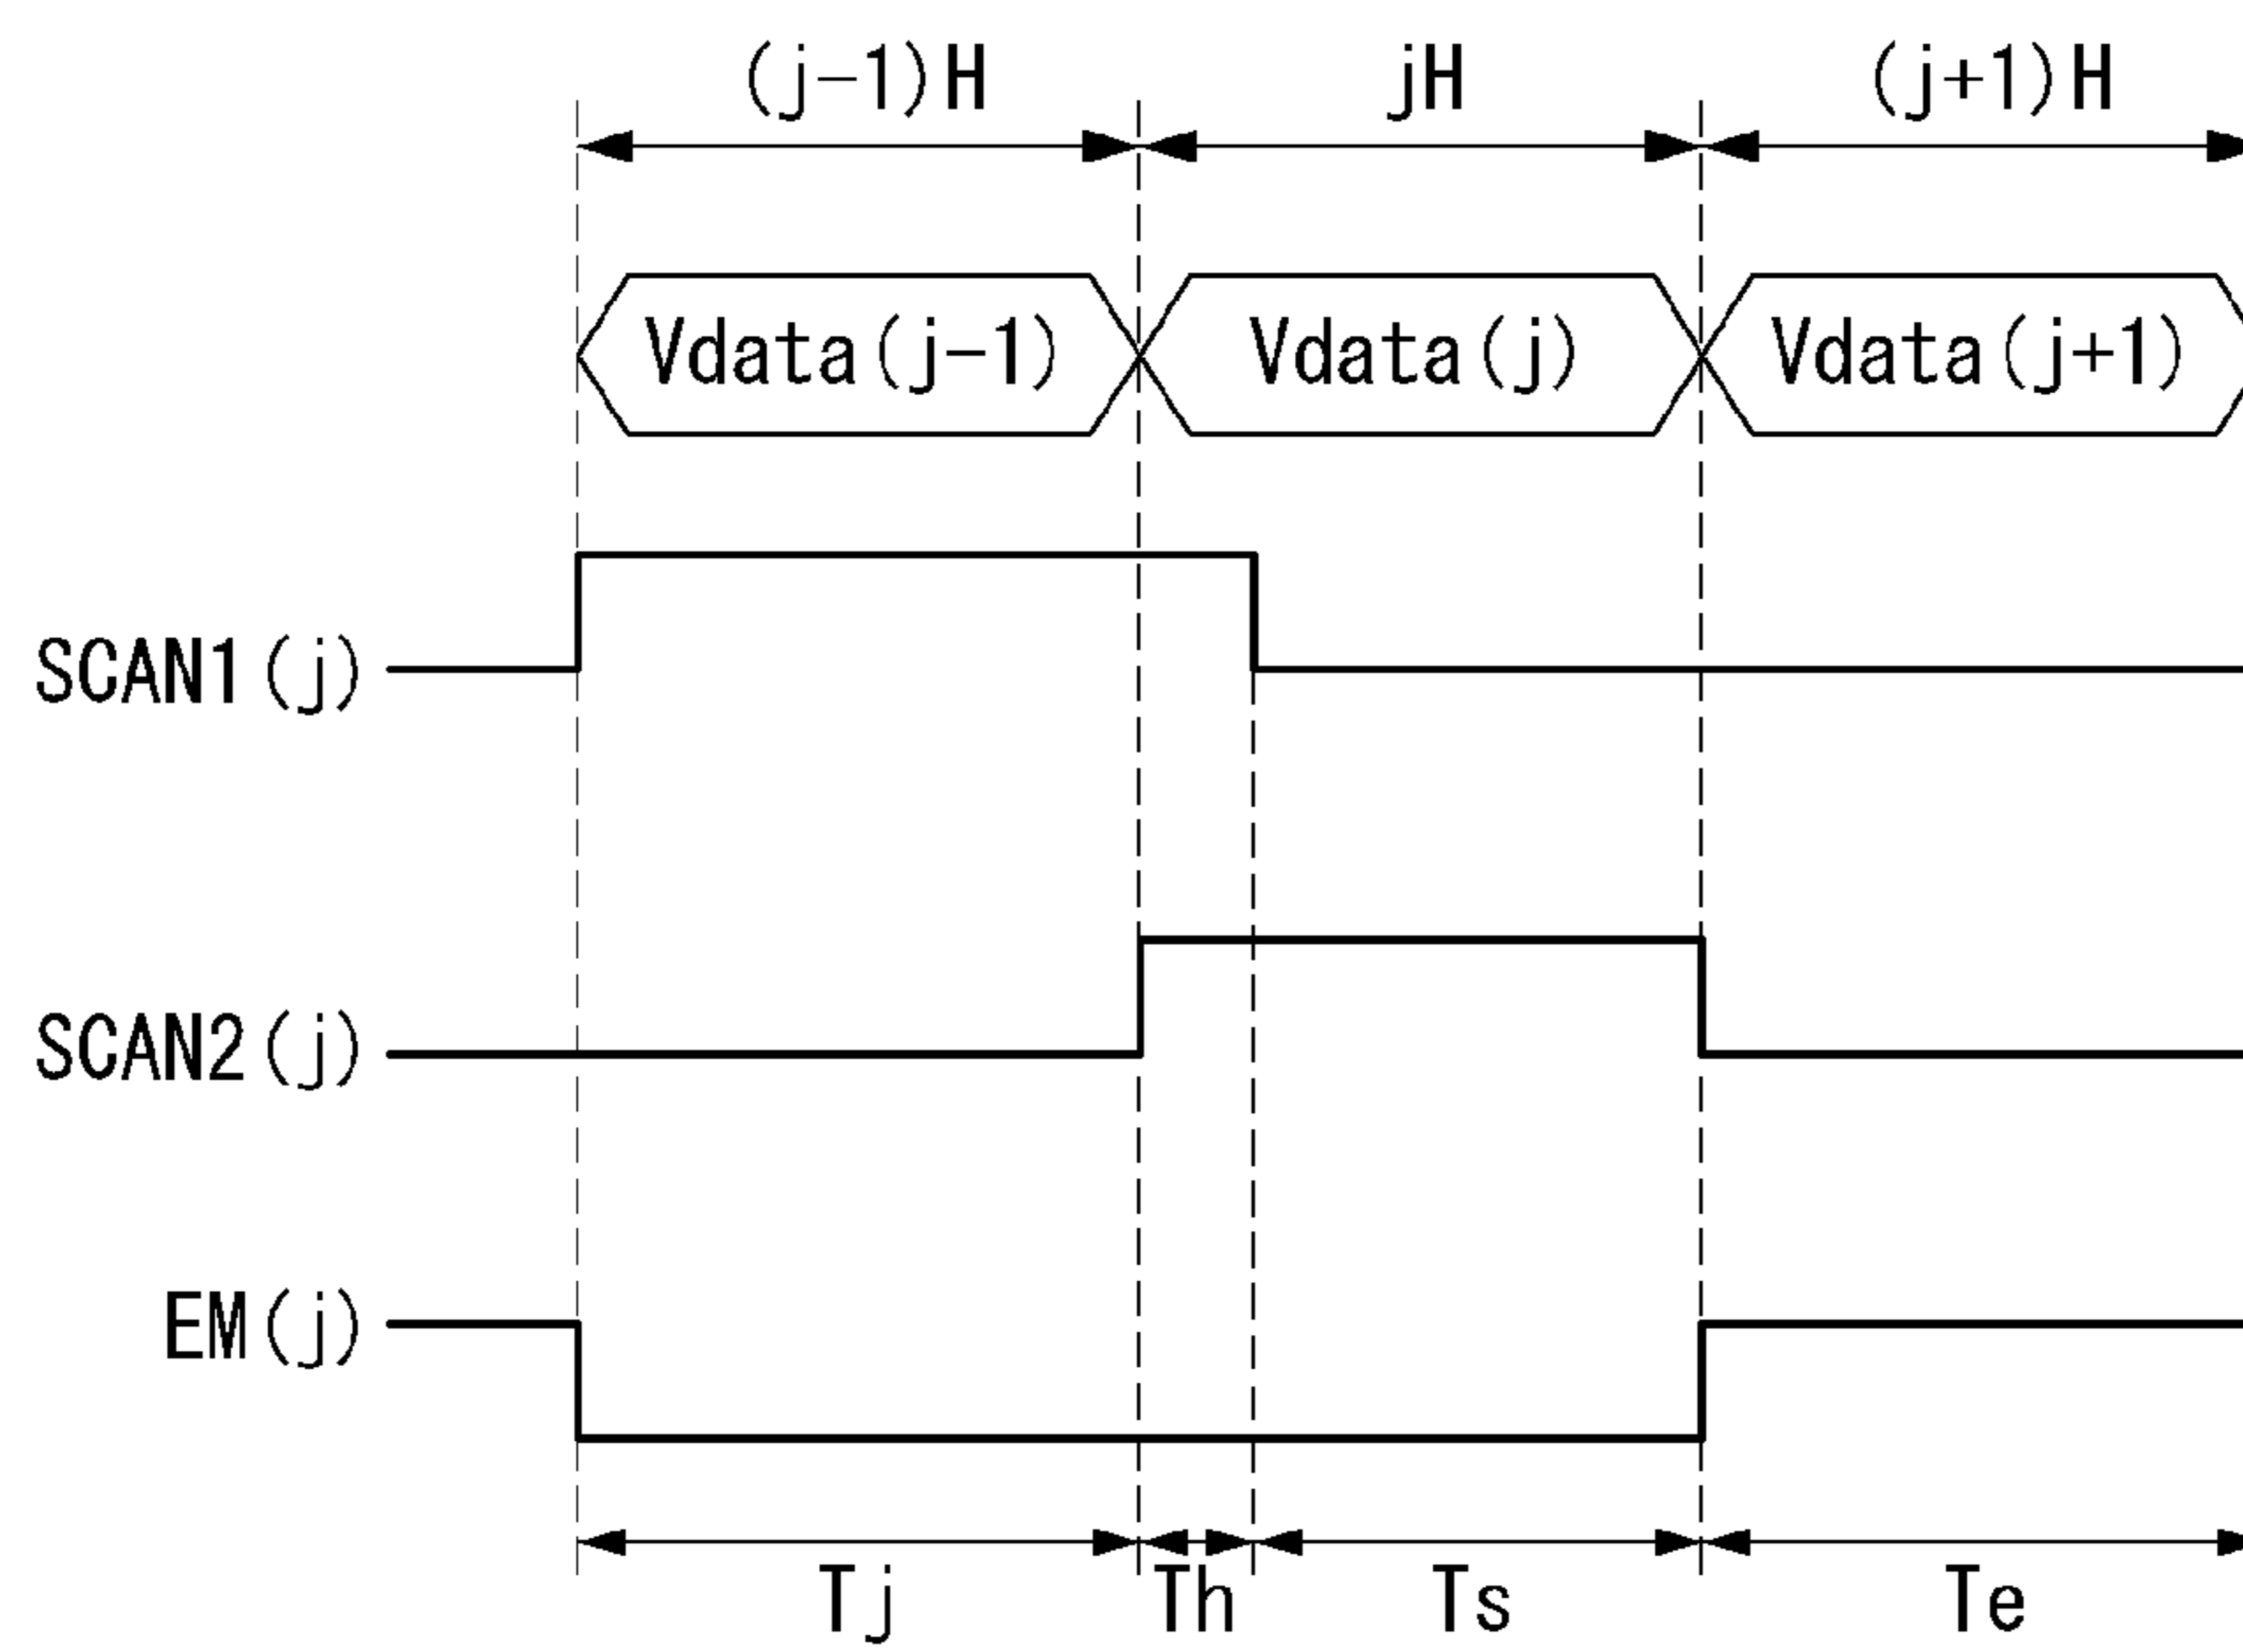 (j-1)H jH (j+1)H
Vdata(j-1) Vdata(j) Vdata(j+1)
SCAN1(j)
SCAN2(j)
EM(j)
Tj Th Ts Te